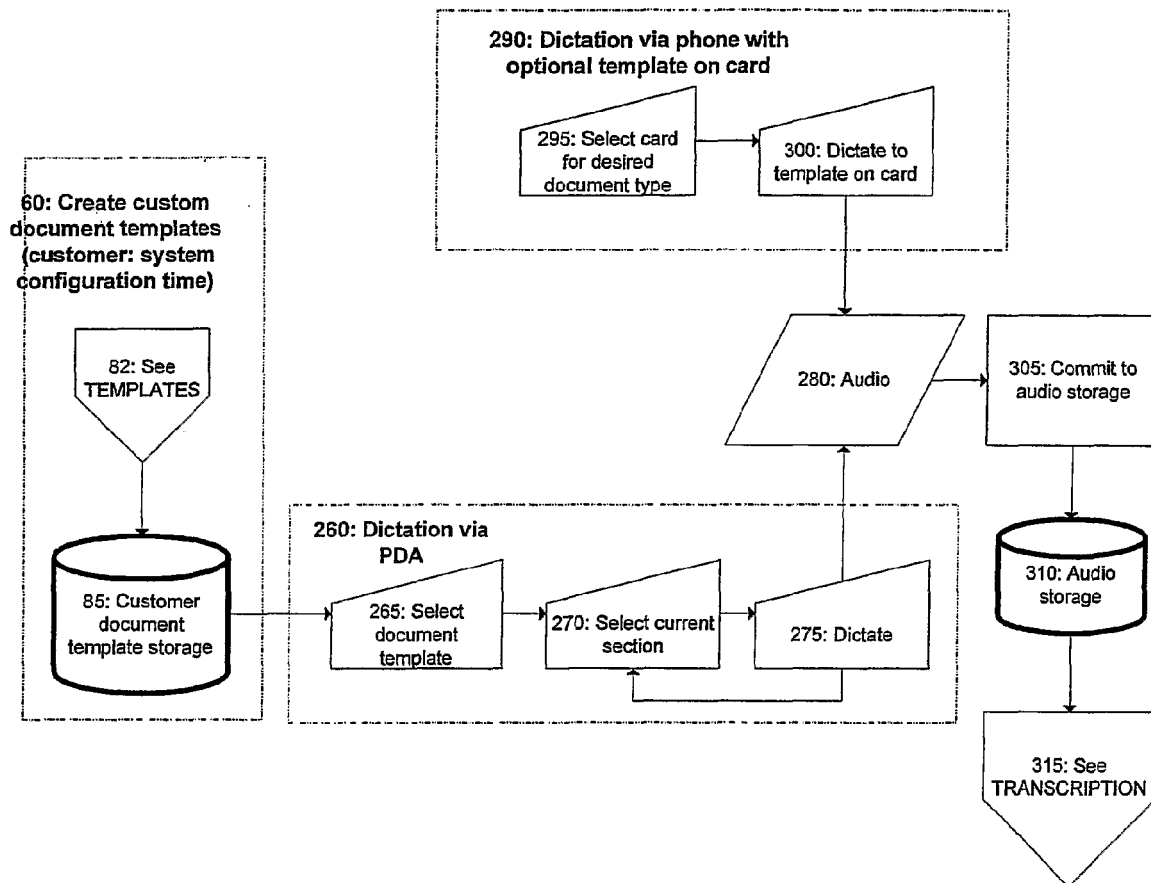 290: Dictation via phone with
optional template on card
295: Select card
for desired
document type
300: Dictate to
template on card
60: Create custom
document templates
(customer: system
configuration time)
82: See
TEMPLATES
280: Audio
305: Commit to
audio storage
260: Dictation via
PDA
85: Customer
document
template storage
265: Select
document
template
270: Select current
section
275: Dictate
310: Audio
storage
315: See
TRANSCRIPTION